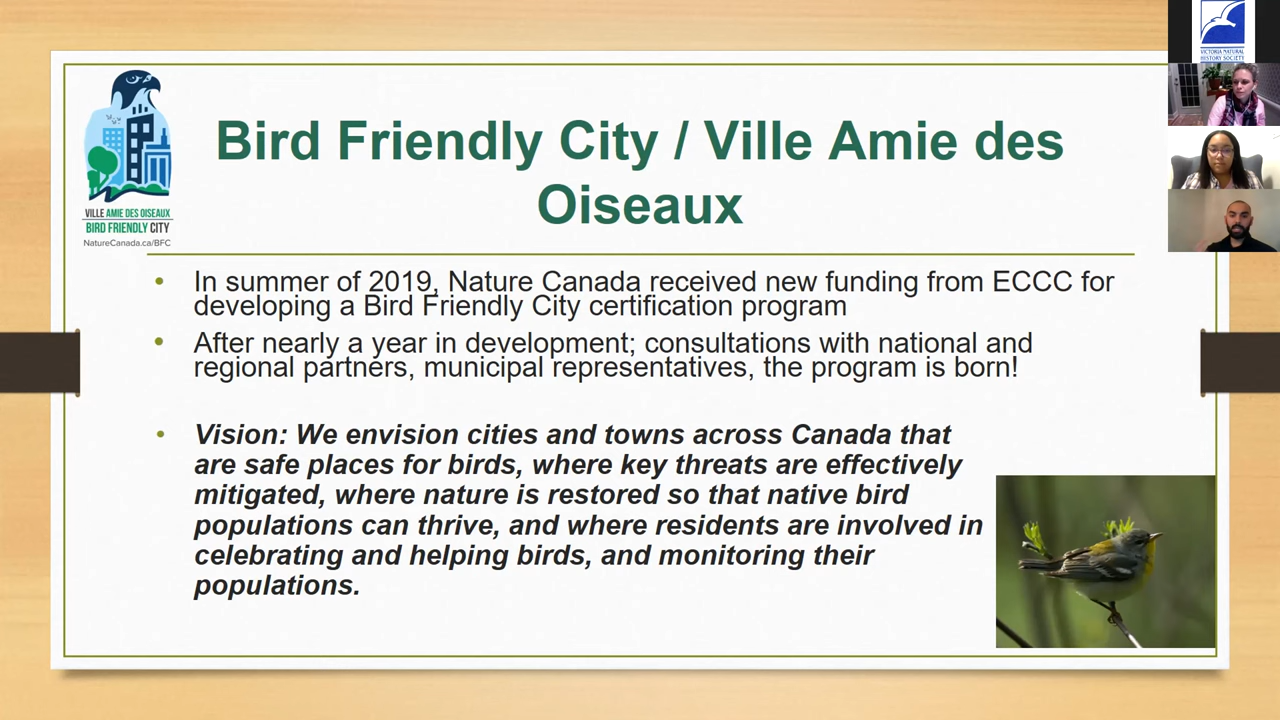 VICTORIA NATURAL
HISTORY SOCIETY
Bird Friendly City / Ville Amie des
Oiseaux
VILLE AMIE DES OISEAUX
BIRD FRIENDLY CITY
NatureCanada.ca/BFC
• In summer of 2019, Nature Canada received new funding from ECCC for
developing a Bird Friendly City certification program
• After nearly a year in development; consultations with national and
regional partners, municipal representatives, the program is born!
• Vision: We envision cities and towns across Canada that
are safe places for birds, where key threats are effectively
mitigated, where nature is restored so that native bird
populations can thrive, and where residents are involved in
celebrating and helping birds, and monitoring their
populations.